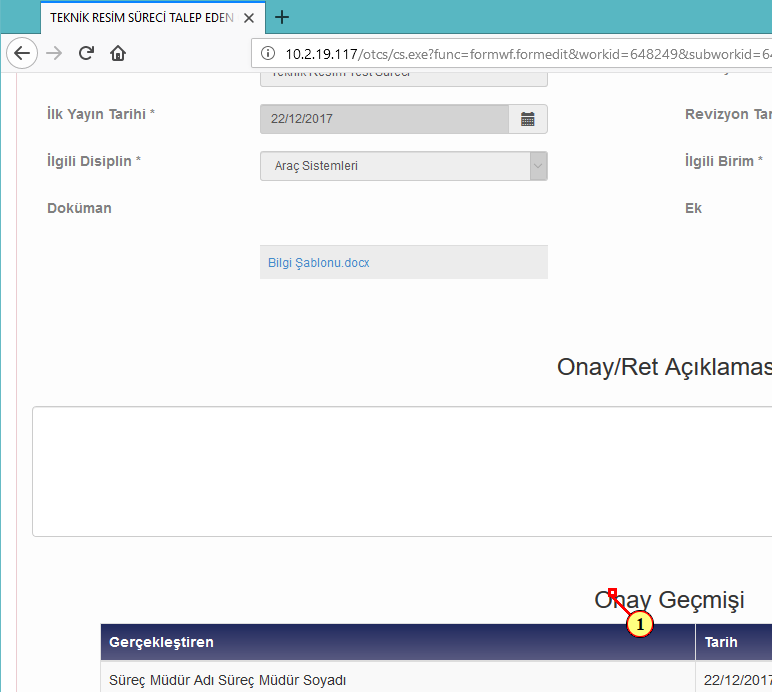 TEKNİK RESİM SÜRECİ TALEP EDEN
10.2.19.117/otcs/cs.exe?func=formwf.formedit&workid=648249&subworkid=64
Teknik Resim Test Süreci
İlk Yayın Tarihi *
22/12/2017
Revizyon Tar
İlgili Disiplin *
Araç Sistemleri
İlgili Birim *
Doküman
Ek
Bilgi Şablonu.docx
Onay/Ret Açıklamas
Onay Geçmişi
1
Gerçekleştiren
Tarih
Süreç Müdür Adı Süreç Müdür Soyadı
22/12/2017